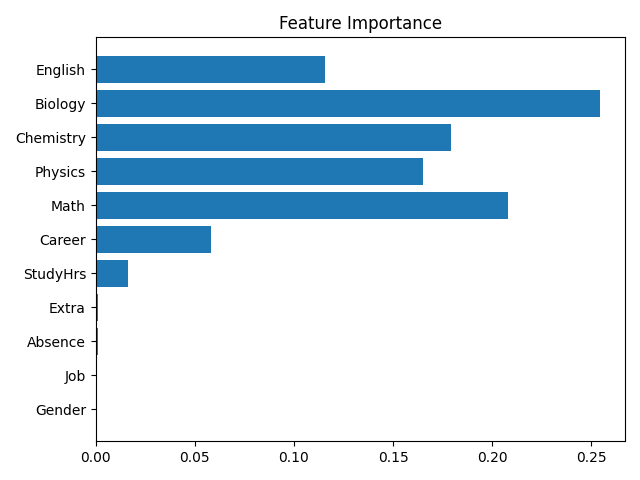 Feature Importance
English
Biology
Chemistry
Physics
Math
Career
StudyHrs
Extra
Absence
Job
Gender
0.00 0.05 0.10 0.15 0.20 0.25